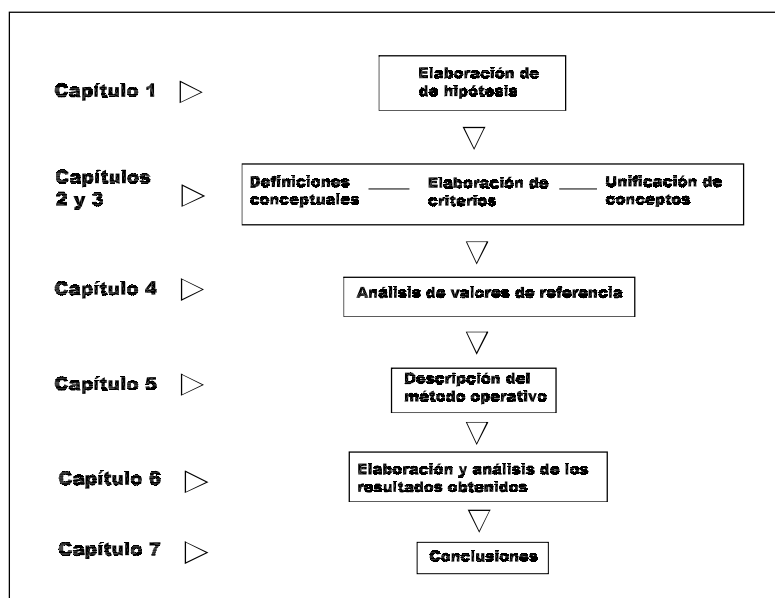 Capítulo 1
Elaboración de
de hipótesis
Capítulos
2 y 3
Definiciones
conceptuales
Elaboración de
criterios
Unificación de
conceptos
Capítulo 4
Análisis de valores de referencia
Capítulo 5
Descripción del
método operativo
Capítulo 6
Elaboración y análisis de los
resultados obtenidos
Capítulo 7
Conclusiones